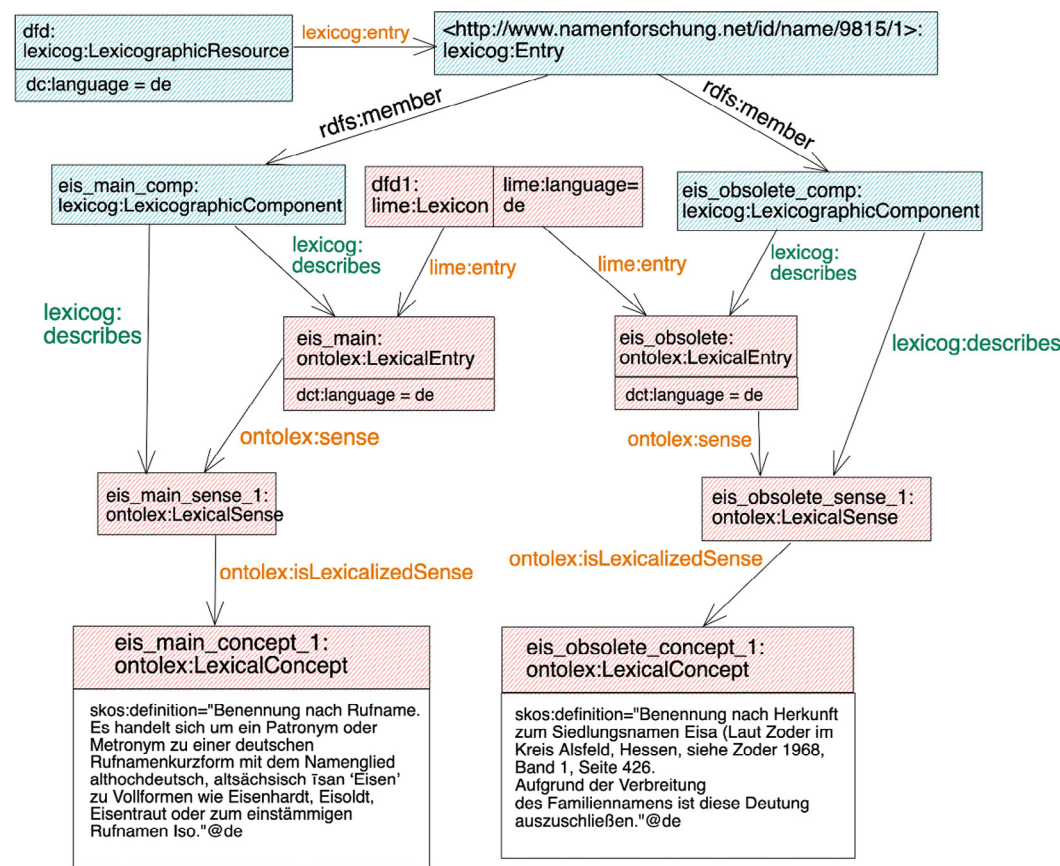 dfd:
lexicog:LexicographicResource
dc:language = de
lexicog:entry
<http://www.namenforschung.net/id/name/9815/1>:
lexicog:Entry
rdfs:member
rdfs:member
eis_main_comp:
lexicog:LexicographicComponent
dfd1:
lime:Lexicon
lime:language=
de
eis_obsolete_comp:
lexicog:LexicographicComponent
lexicog:
describes
lexicog:
describes
lime:entry
lime:entry
lexicog:
describes
lexicog:describes
eis_main:
ontolex:LexicalEntry
dct:language = de
eis_obsolete:
ontolex:LexicalEntry
dct:language = de
ontolex:sense
ontolex:sense
eis_main_sense_1:
ontolex:LexicalSense
eis_obsolete_sense_1:
ontolex:LexicalSense
ontolex:isLexicalizedSense
ontolex:isLexicalizedSense
eis_main_concept_1:
ontolex:LexicalConcept
skos:definition="Benennung nach Rufname.
Es handelt sich um ein Patronym oder
Metronym zu einer deutschen
Rufnamenkurzform mit dem Namenglied
althochdeutsch, altsächsisch īsan ‘Eisen’
zu Vollformen wie Eisenhardt, Eisoldt,
Eisentraut oder zum einstämmigen
Rufnamen Iso."@de
eis_obsolete_concept_1:
ontolex:LexicalConcept
skos:definition="Benennung nach Herkunft
zum Siedlungsnamen Eisa (Laut Zoder im
Kreis Alsfeld, Hessen, siehe Zoder 1968,
Band 1, Seite 426.
Aufgrund der Verbreitung
des Familiennamens ist diese Deutung
auszuschließen."@de